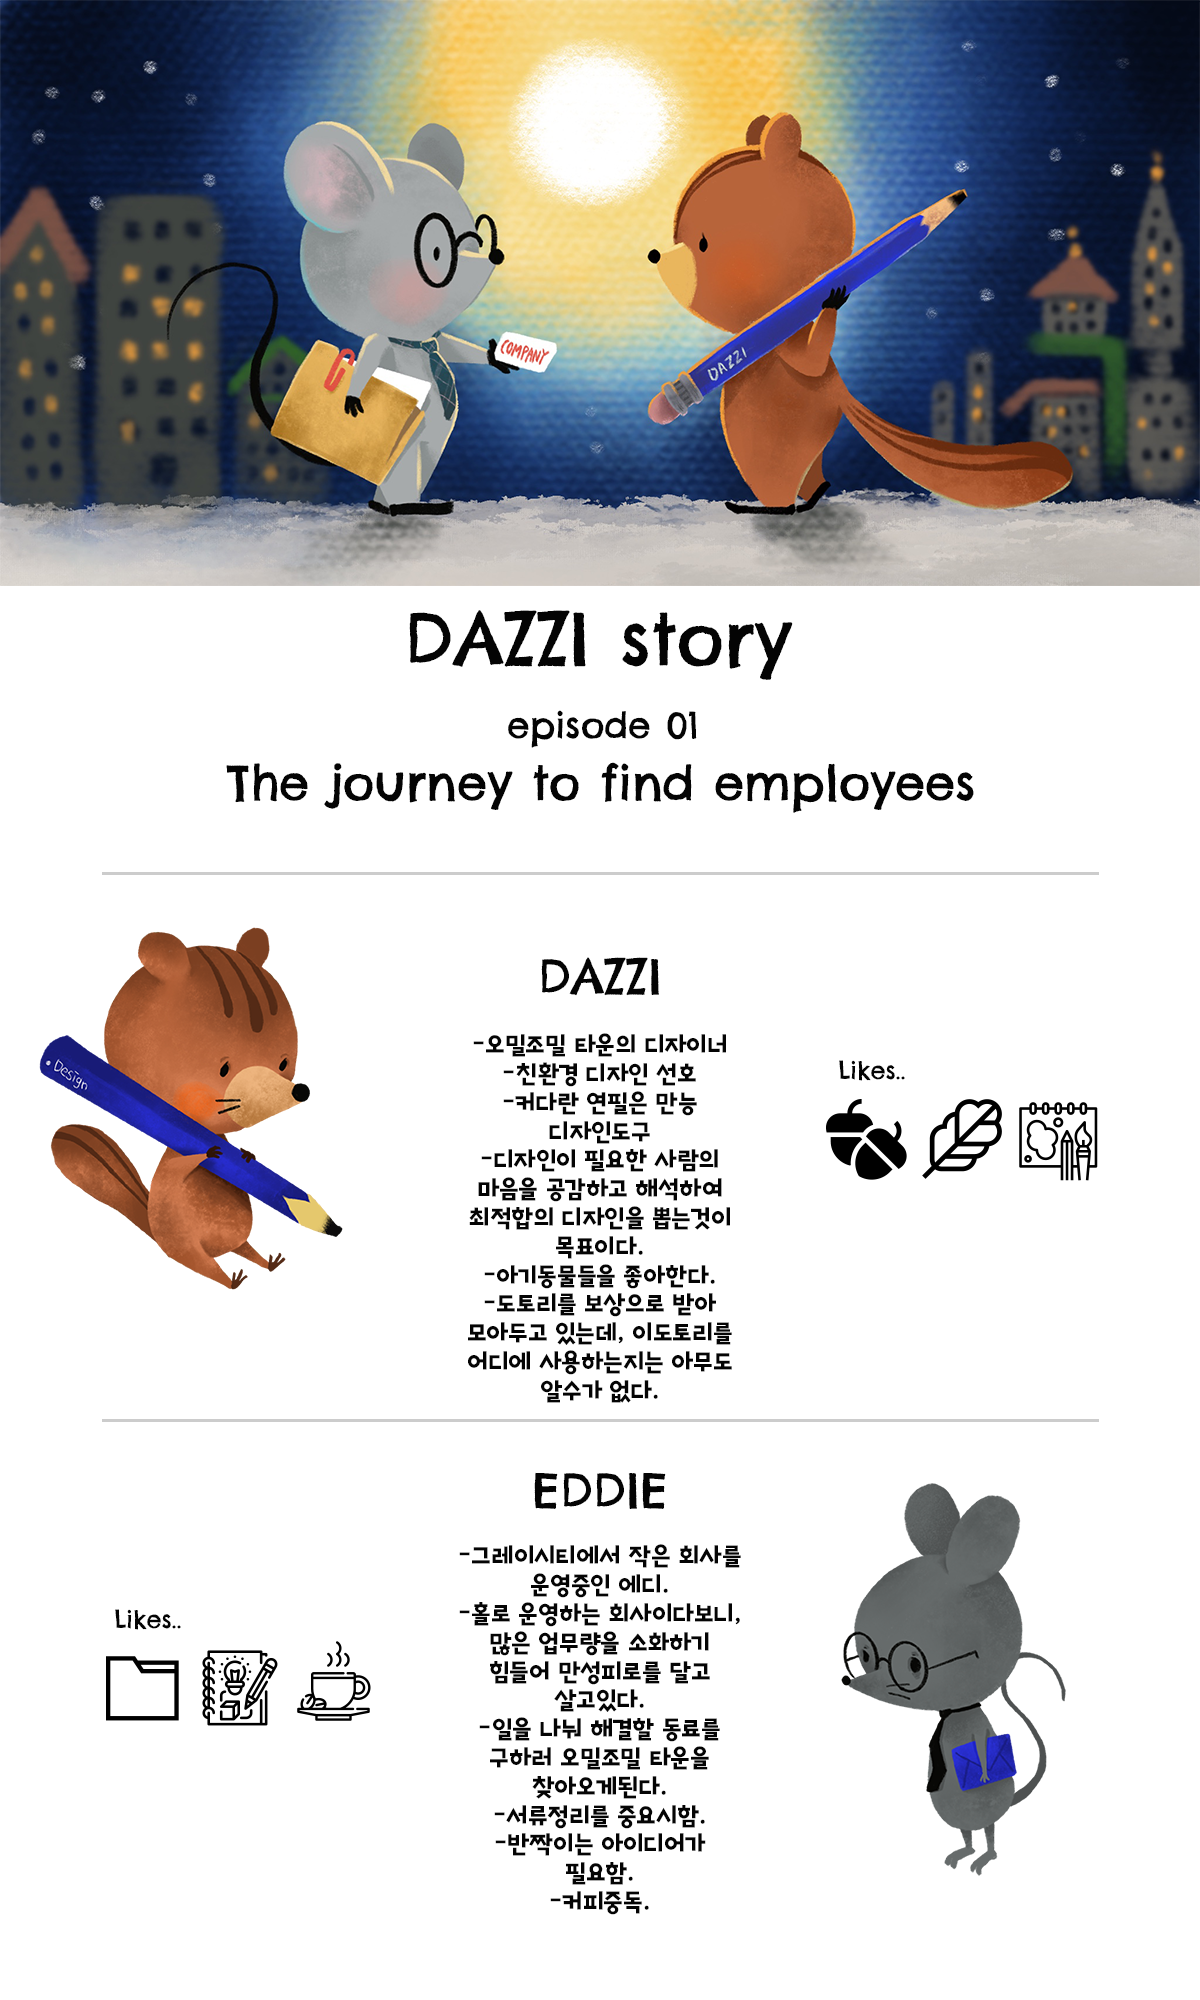 COMPANY
DAZZI
DAZZI story
episode 01
The journey to find employees
Design
DAZZI
-오밀조밀 타운의 디자이너
-친환경 디자인 선호
-커다란 연필은 만능
디자인도구
-디자인이 필요한 사람의
마음을 공감하고 해석하여
최적합의 디자인을 뽑는것이
목표이다.
-아기동물들을 좋아한다.
-도토리를 보상으로 받아
모아두고 있는데, 이도토리를
어디에 사용하는지는 아무도
알수가 없다.
Likes..
EDDIE
-그레이시티에서 작은 회사를
운영중인 에디.
-홀로 운영하는 회사이다보니,
많은 업무량을 소화하기
힘들어 만성피로를 달고
살고있다.
-일을 나눠 해결할 동료를
구하러 오밀조밀 타운을
찾아오게된다.
-서류정리를 중요시함.
-반짝이는 아이디어가
필요함.
-커피중독.
Likes..